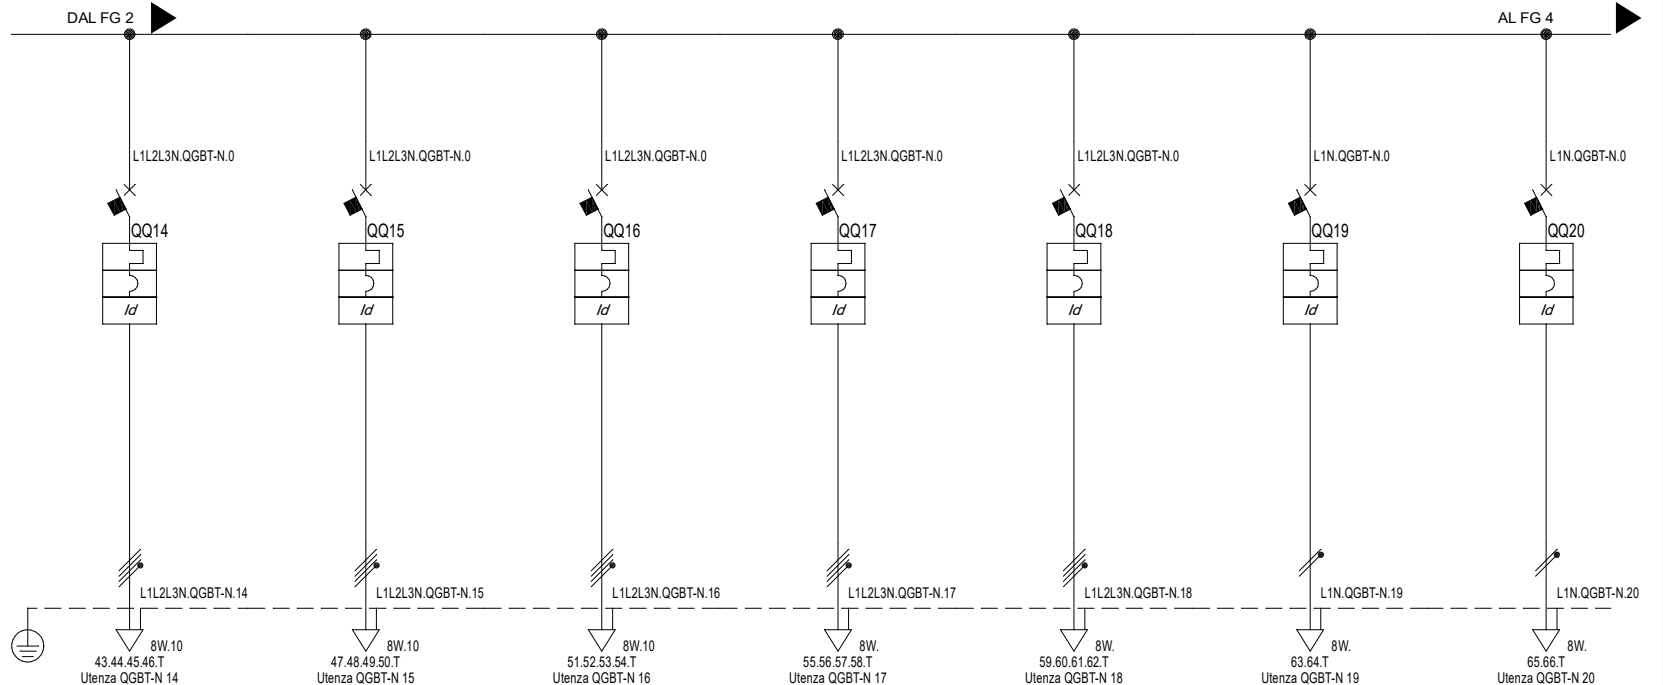 DAL FG 2 AL FG 4
L1L2L3N.QGBT-N.0 L1L2L3N.QGBT-N.0 L1L2L3N.QGBT-N.0 L1L2L3N.QGBT-N.0 L1L2L3N.QGBT-N.0 L1N.QGBT-N.0 L1N.QGBT-N.0
QQ14 QQ15 QQ16 QQ17 QQ18 QQ19 QQ20
Id Id Id Id Id Id Id
L1L2L3N.QGBT-N.14 L1L2L3N.QGBT-N.15 L1L2L3N.QGBT-N.16 L1L2L3N.QGBT-N.17 L1L2L3N.QGBT-N.18 L1N.QGBT-N.19 L1N.QGBT-N.20
8W.10 8W.10 8W.10 8W. 8W. 8W. 8W.
43.44.45.46.T 47.48.49.50.T 51.52.53.54.T 55.56.57.58.T 59.60.61.62.T 63.64.T 65.66.T
Utenza QGBT-N 14 Utenza QGBT-N 15 Utenza QGBT-N 16 Utenza QGBT-N 17 Utenza QGBT-N 18 Utenza QGBT-N 19 Utenza QGBT-N 20